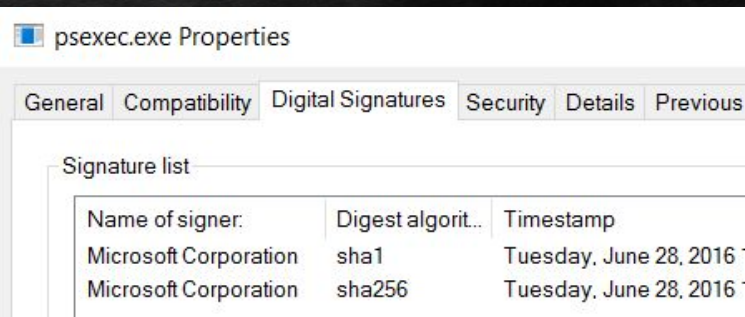 psexec.exe Properties
General Compatibility Digital Signatures Security Details Previous
Signature list
Name of signer: Digest algorit... Timestamp
Microsoft Corporation sha1 Tuesday, June 28, 2016
Microsoft Corporation sha256 Tuesday, June 28, 2016